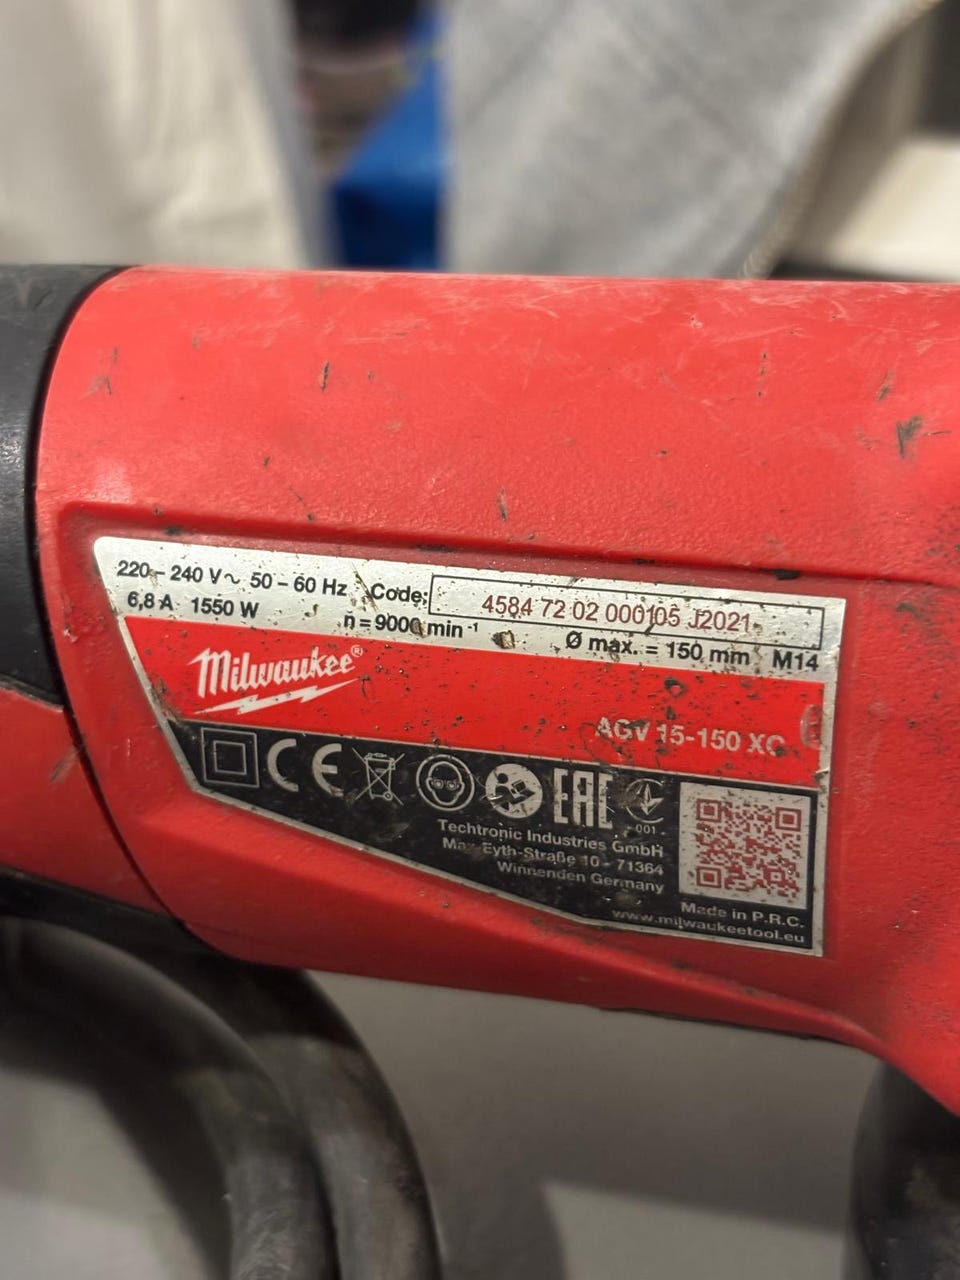 220 – 240 V ~ 50 – 60 Hz Code: 4584 72 02 000105 J2021
6,8 A 1550 W n = 9000 min⁻¹ Ø max. = 150 mm M14
Milwaukee®
AGV 15-150 XC
CE EAC 001
Techtronic Industries GmbH
Max-Eyth-Straße 10 - 71364
Winnenden Germany
Made in P.R.C.
www.milwaukeetool.eu